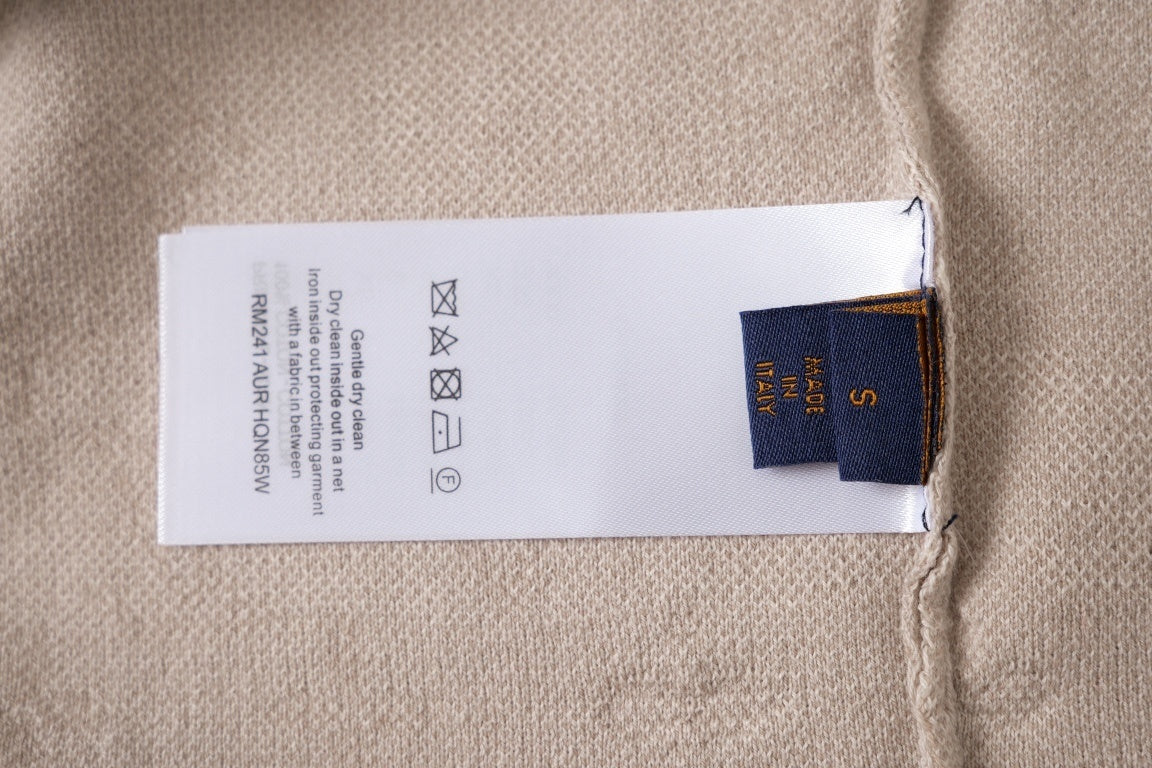 S
MADE
IN
ITALY
F
Gentle dry clean
Dry clean inside out in a net
Iron inside out protecting garment
with a fabric in between
RM241 AUR HQN85W